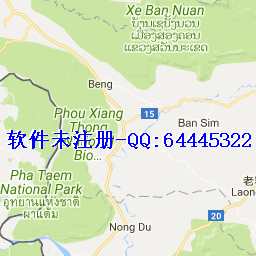 Xe Ban Nuan
Beng
15
Phou Xiang
Thong
Ban Sim
软件未注册-QQ:64445322
Bio...
Pha Taem
National Park
อุทยานแห่งชาติ
ผาแต้ม
Laon
20
Nong Du